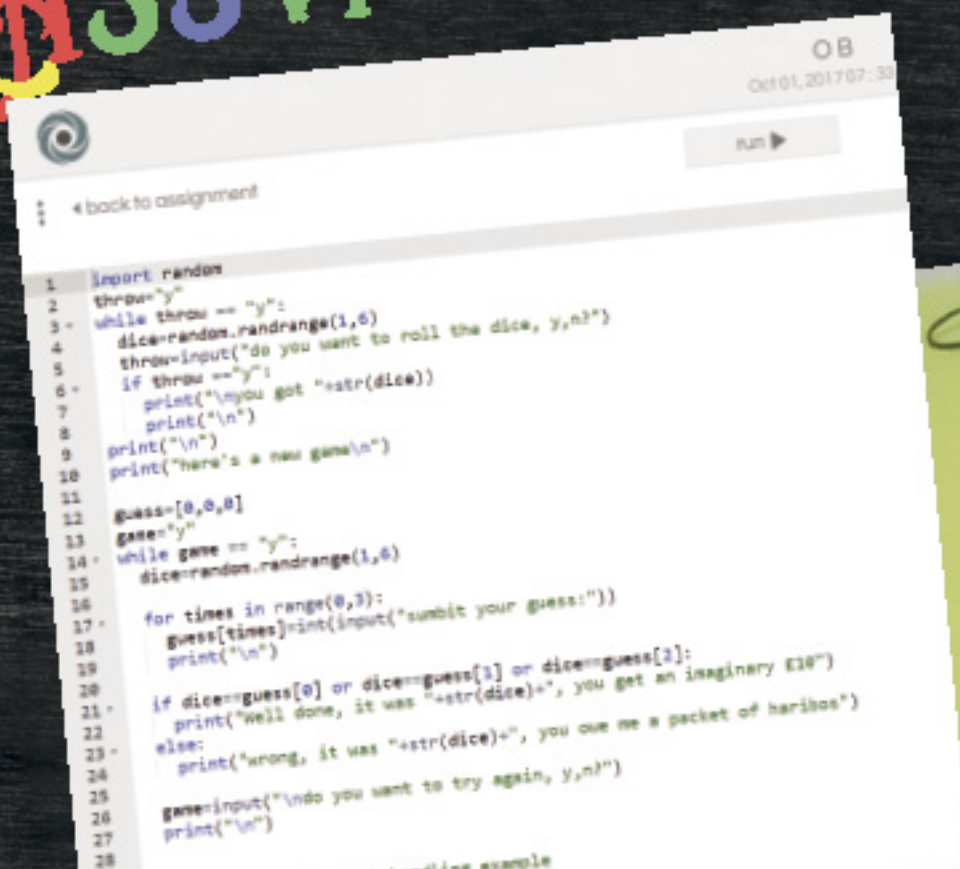 SSVI
OB
Oct 01, 2017 07:33
run
back to assignment
1 import random
2 throw="y"
3 while throw == "y":
4 dice=random.randrange(1,6)
5 throw=input("do you want to roll the dice, y,n?")
6 if throw =="y":
7 print("\nyou got "+str(dice))
8 print("\n")
9 print("\n")
10 print("here's a new game\n")
11
12 guess=[0,0,0]
13 game="y"
14 while game == "y":
15 dice=random.randrange(1,6)
16
17 for times in range(0,3):
18 guess[times]=int(input("sumbit your guess:"))
19 print("\n")
20
21 if dice==guess[0] or dice==guess[1] or dice==guess[2]:
22 print("Well done, it was "+str(dice)+", you get an imaginary £10")
23 else:
24 print("wrong, it was "+str(dice)+", you owe me a packet of haribos")
25
26 game=input("\ndo you want to try again, y,n?")
27 print("\n")
28
example